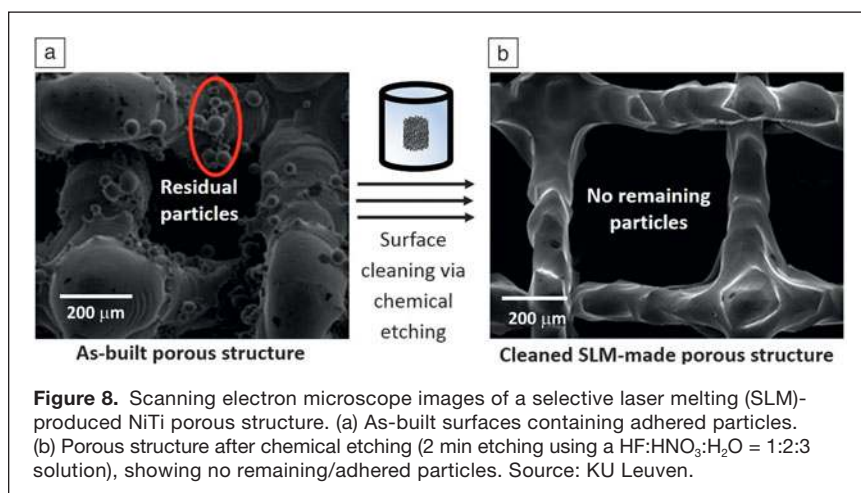 a
b
Residual
particles
200 μm
As-built porous structure
Surface
cleaning via
chemical
etching
No remaining
particles
200 μm
Cleaned SLM-made porous structure
Figure 8. Scanning electron microscope images of a selective laser melting (SLM)-
produced NiTi porous structure. (a) As-built surfaces containing adhered particles.
(b) Porous structure after chemical etching (2 min etching using a HF:HNO₃:H₂O = 1:2:3
solution), showing no remaining/adhered particles. Source: KU Leuven.